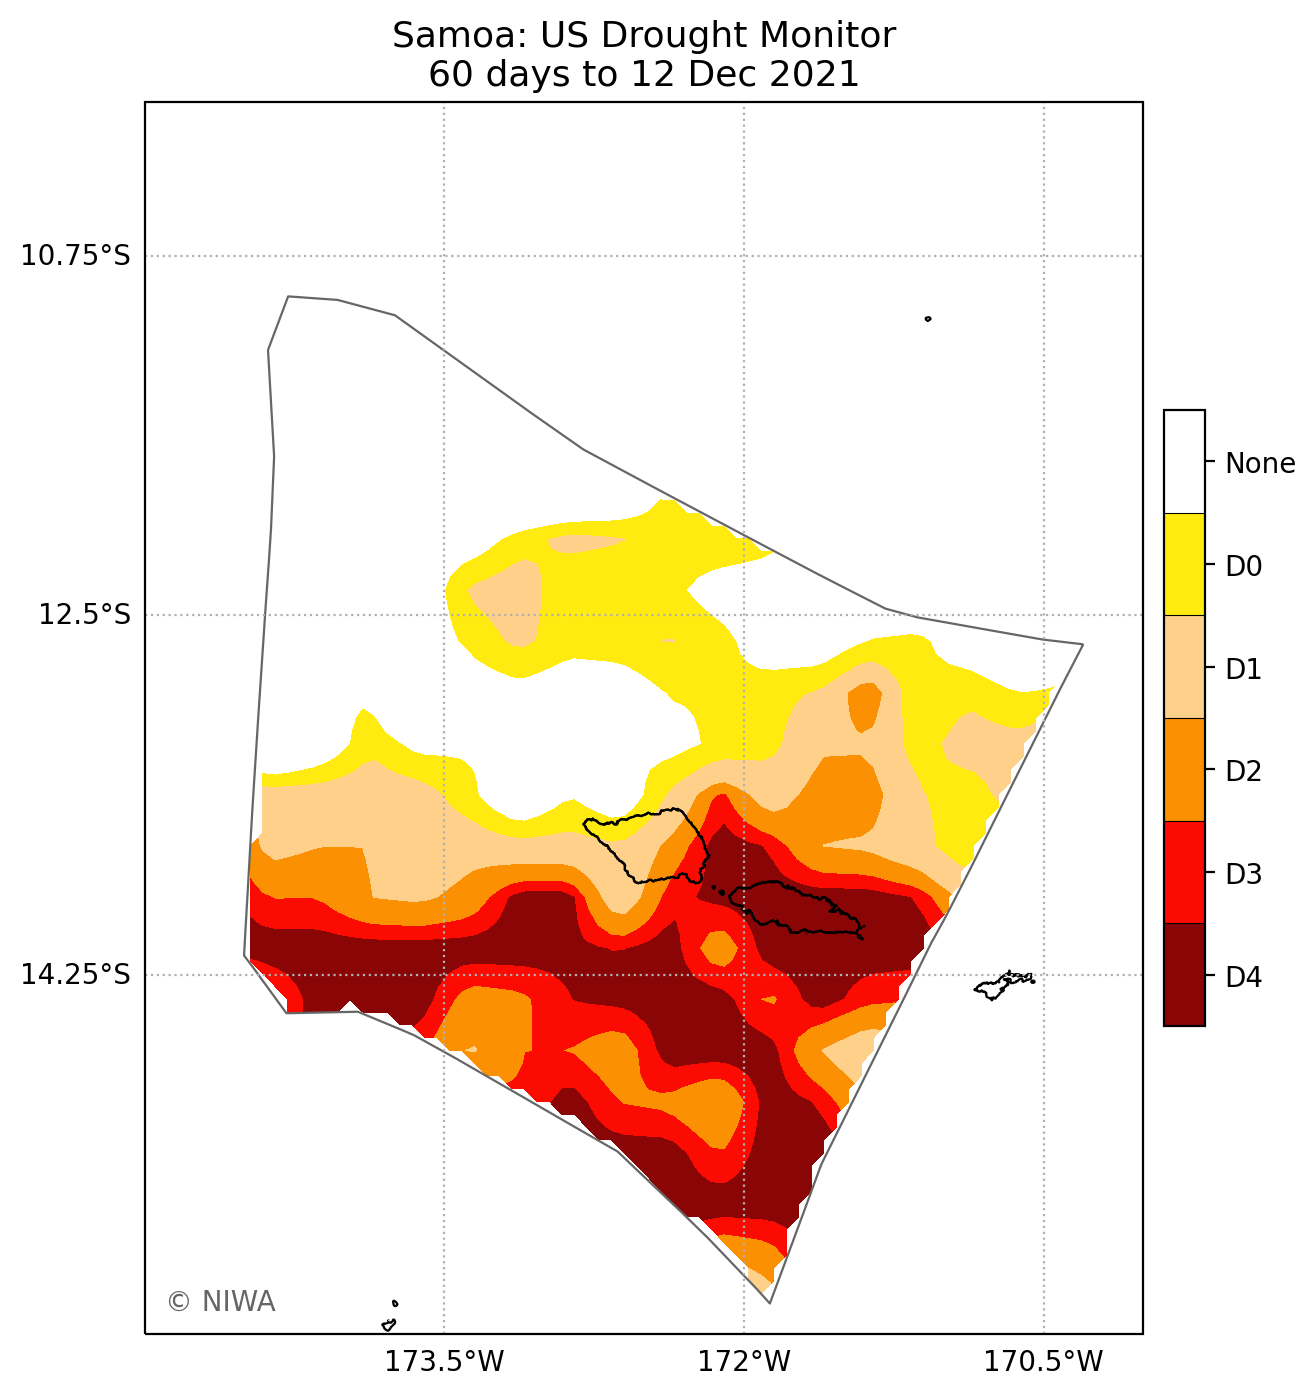 Samoa: US Drought Monitor
60 days to 12 Dec 2021
10.75°S
12.5°S
14.25°S
173.5°W
172°W
170.5°W
None
D0
D1
D2
D3
D4
© NIWA